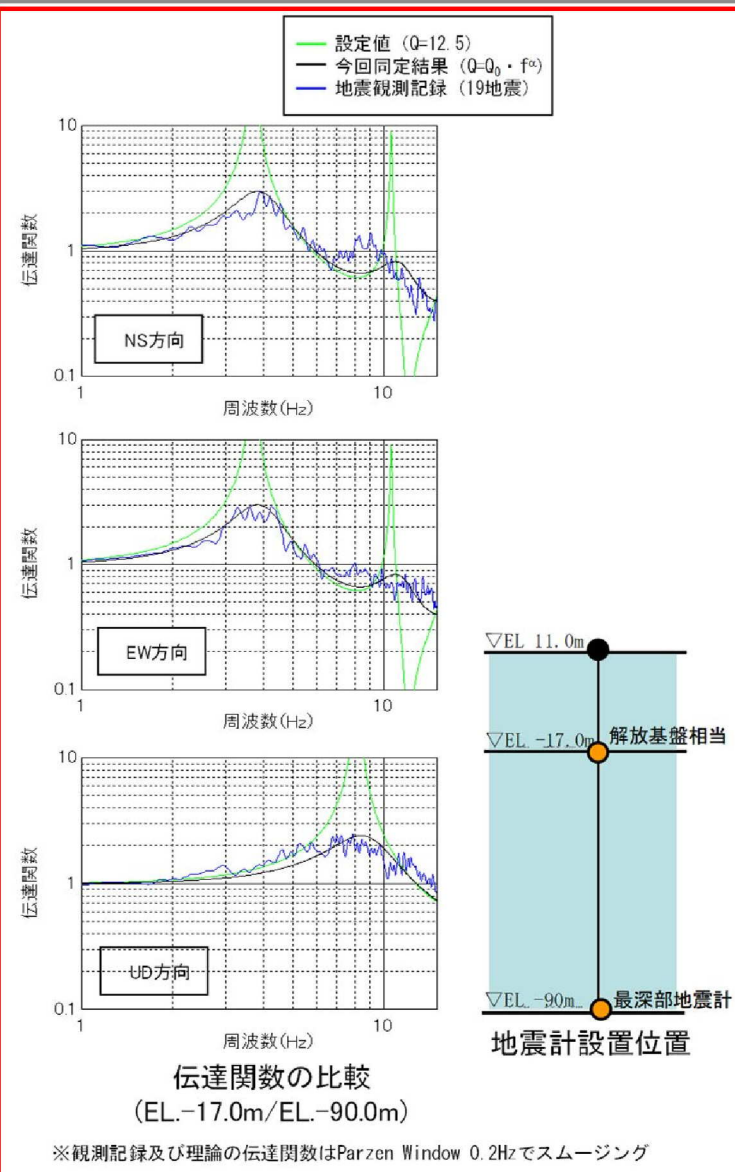 設定値 (Q=12.5)
今回同定結果 (Q=Q₀・fᵅ)
地震観測記録 (19地震)
10
1
0.1
伝達関数
NS方向
1
10
周波数(Hz)
10
1
0.1
伝達関数
EW方向
1
10
周波数(Hz)
10
1
0.1
伝達関数
UD方向
1
10
周波数(Hz)
▽EL 11.0m
▽EL.-17.0m
解放基盤相当
▽EL.-90m
最深部地震計
地震計設置位置
伝達関数の比較
(EL.-17.0m/EL.-90.0m)
※観測記録及び理論の伝達関数はParzen Window 0.2Hzでスムージング